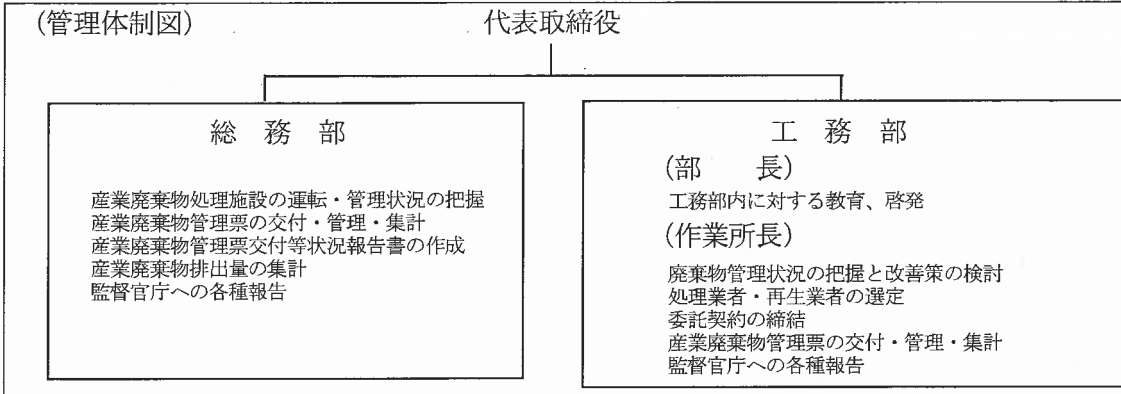 (管理体制図)
代表取締役
総 務 部
産業廃棄物処理施設の運転・管理状況の把握
産業廃棄物管理票の交付・管理・集計
産業廃棄物管理票交付等状況報告書の作成
産業廃棄物排出量の集計
監督官庁への各種報告
工 務 部
(部 長)
工務部内に対する教育、啓発
(作業所長)
廃棄物管理状況の把握と改善策の検討
処理業者・再生業者の選定
委託契約の締結
産業廃棄物管理票の交付・管理・集計
監督官庁への各種報告